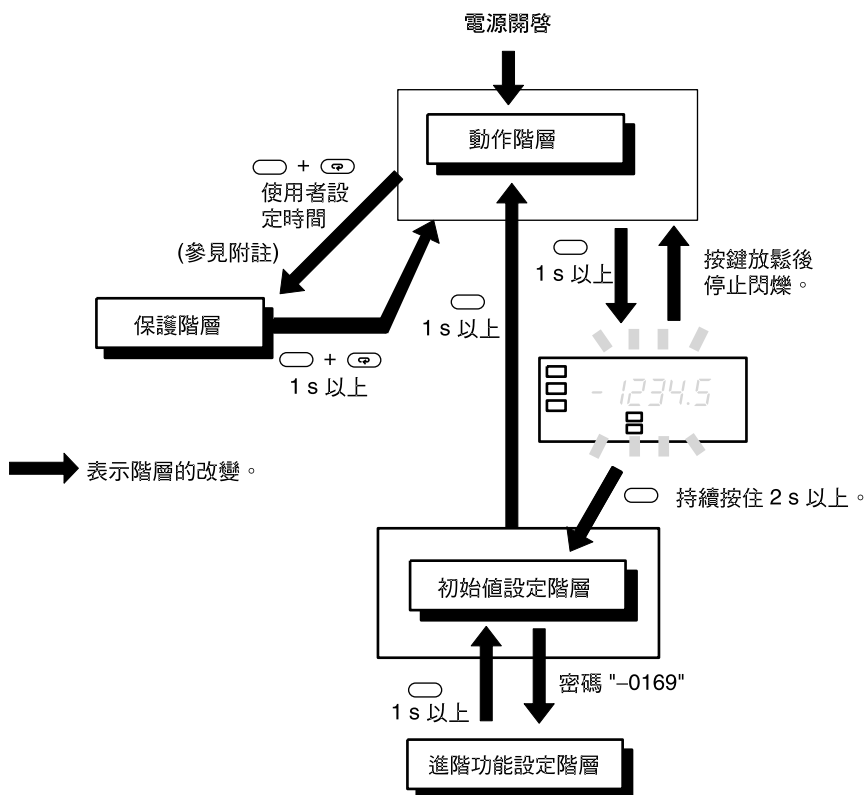 電源開啓
動作階層
+
使用者設
定時間
(參見附註)
1 s 以上
按鍵放鬆後
停止閃爍。
保護階層
1 s 以上
+
1 s 以上
-1234.5
表示階層的改變。
持續按住 2 s 以上。
初始值設定階層
1 s 以上
密碼 "–0169"
進階功能設定階層